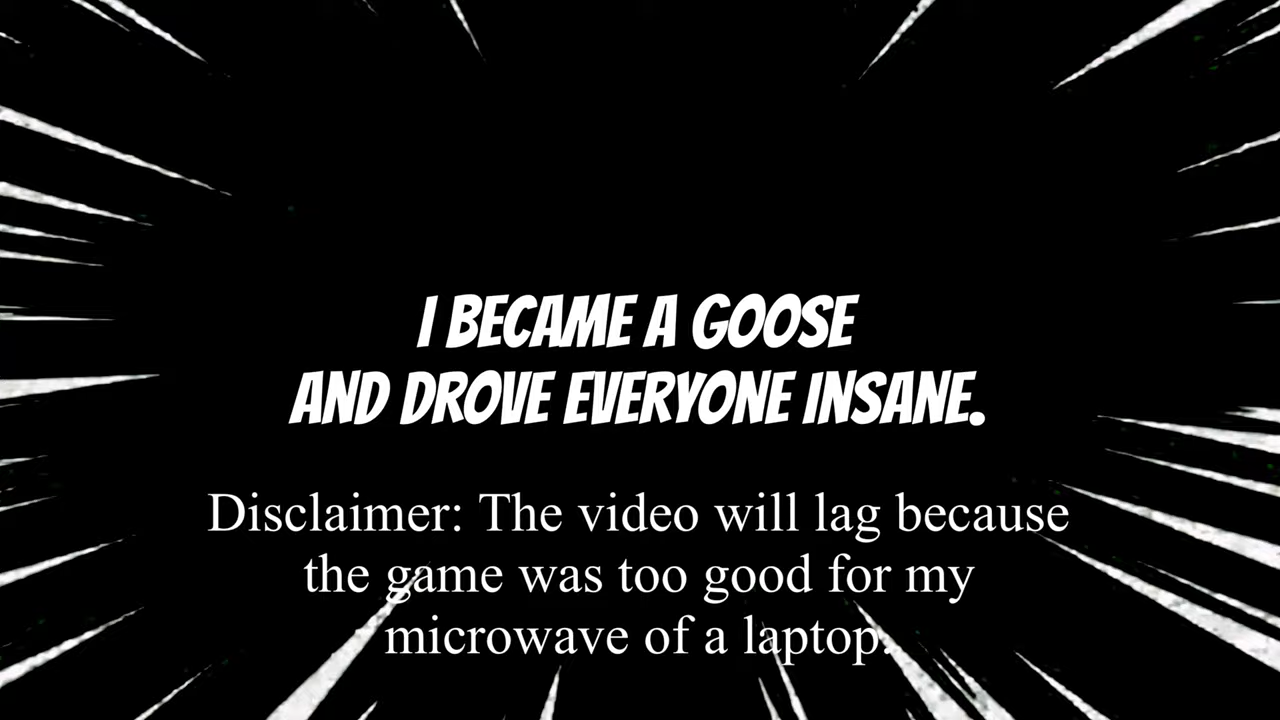 I BECAME A GOOSE
AND DROVE EVERYONE INSANE.
Disclaimer: The video will lag because
the game was too good for my
microwave of a laptop.